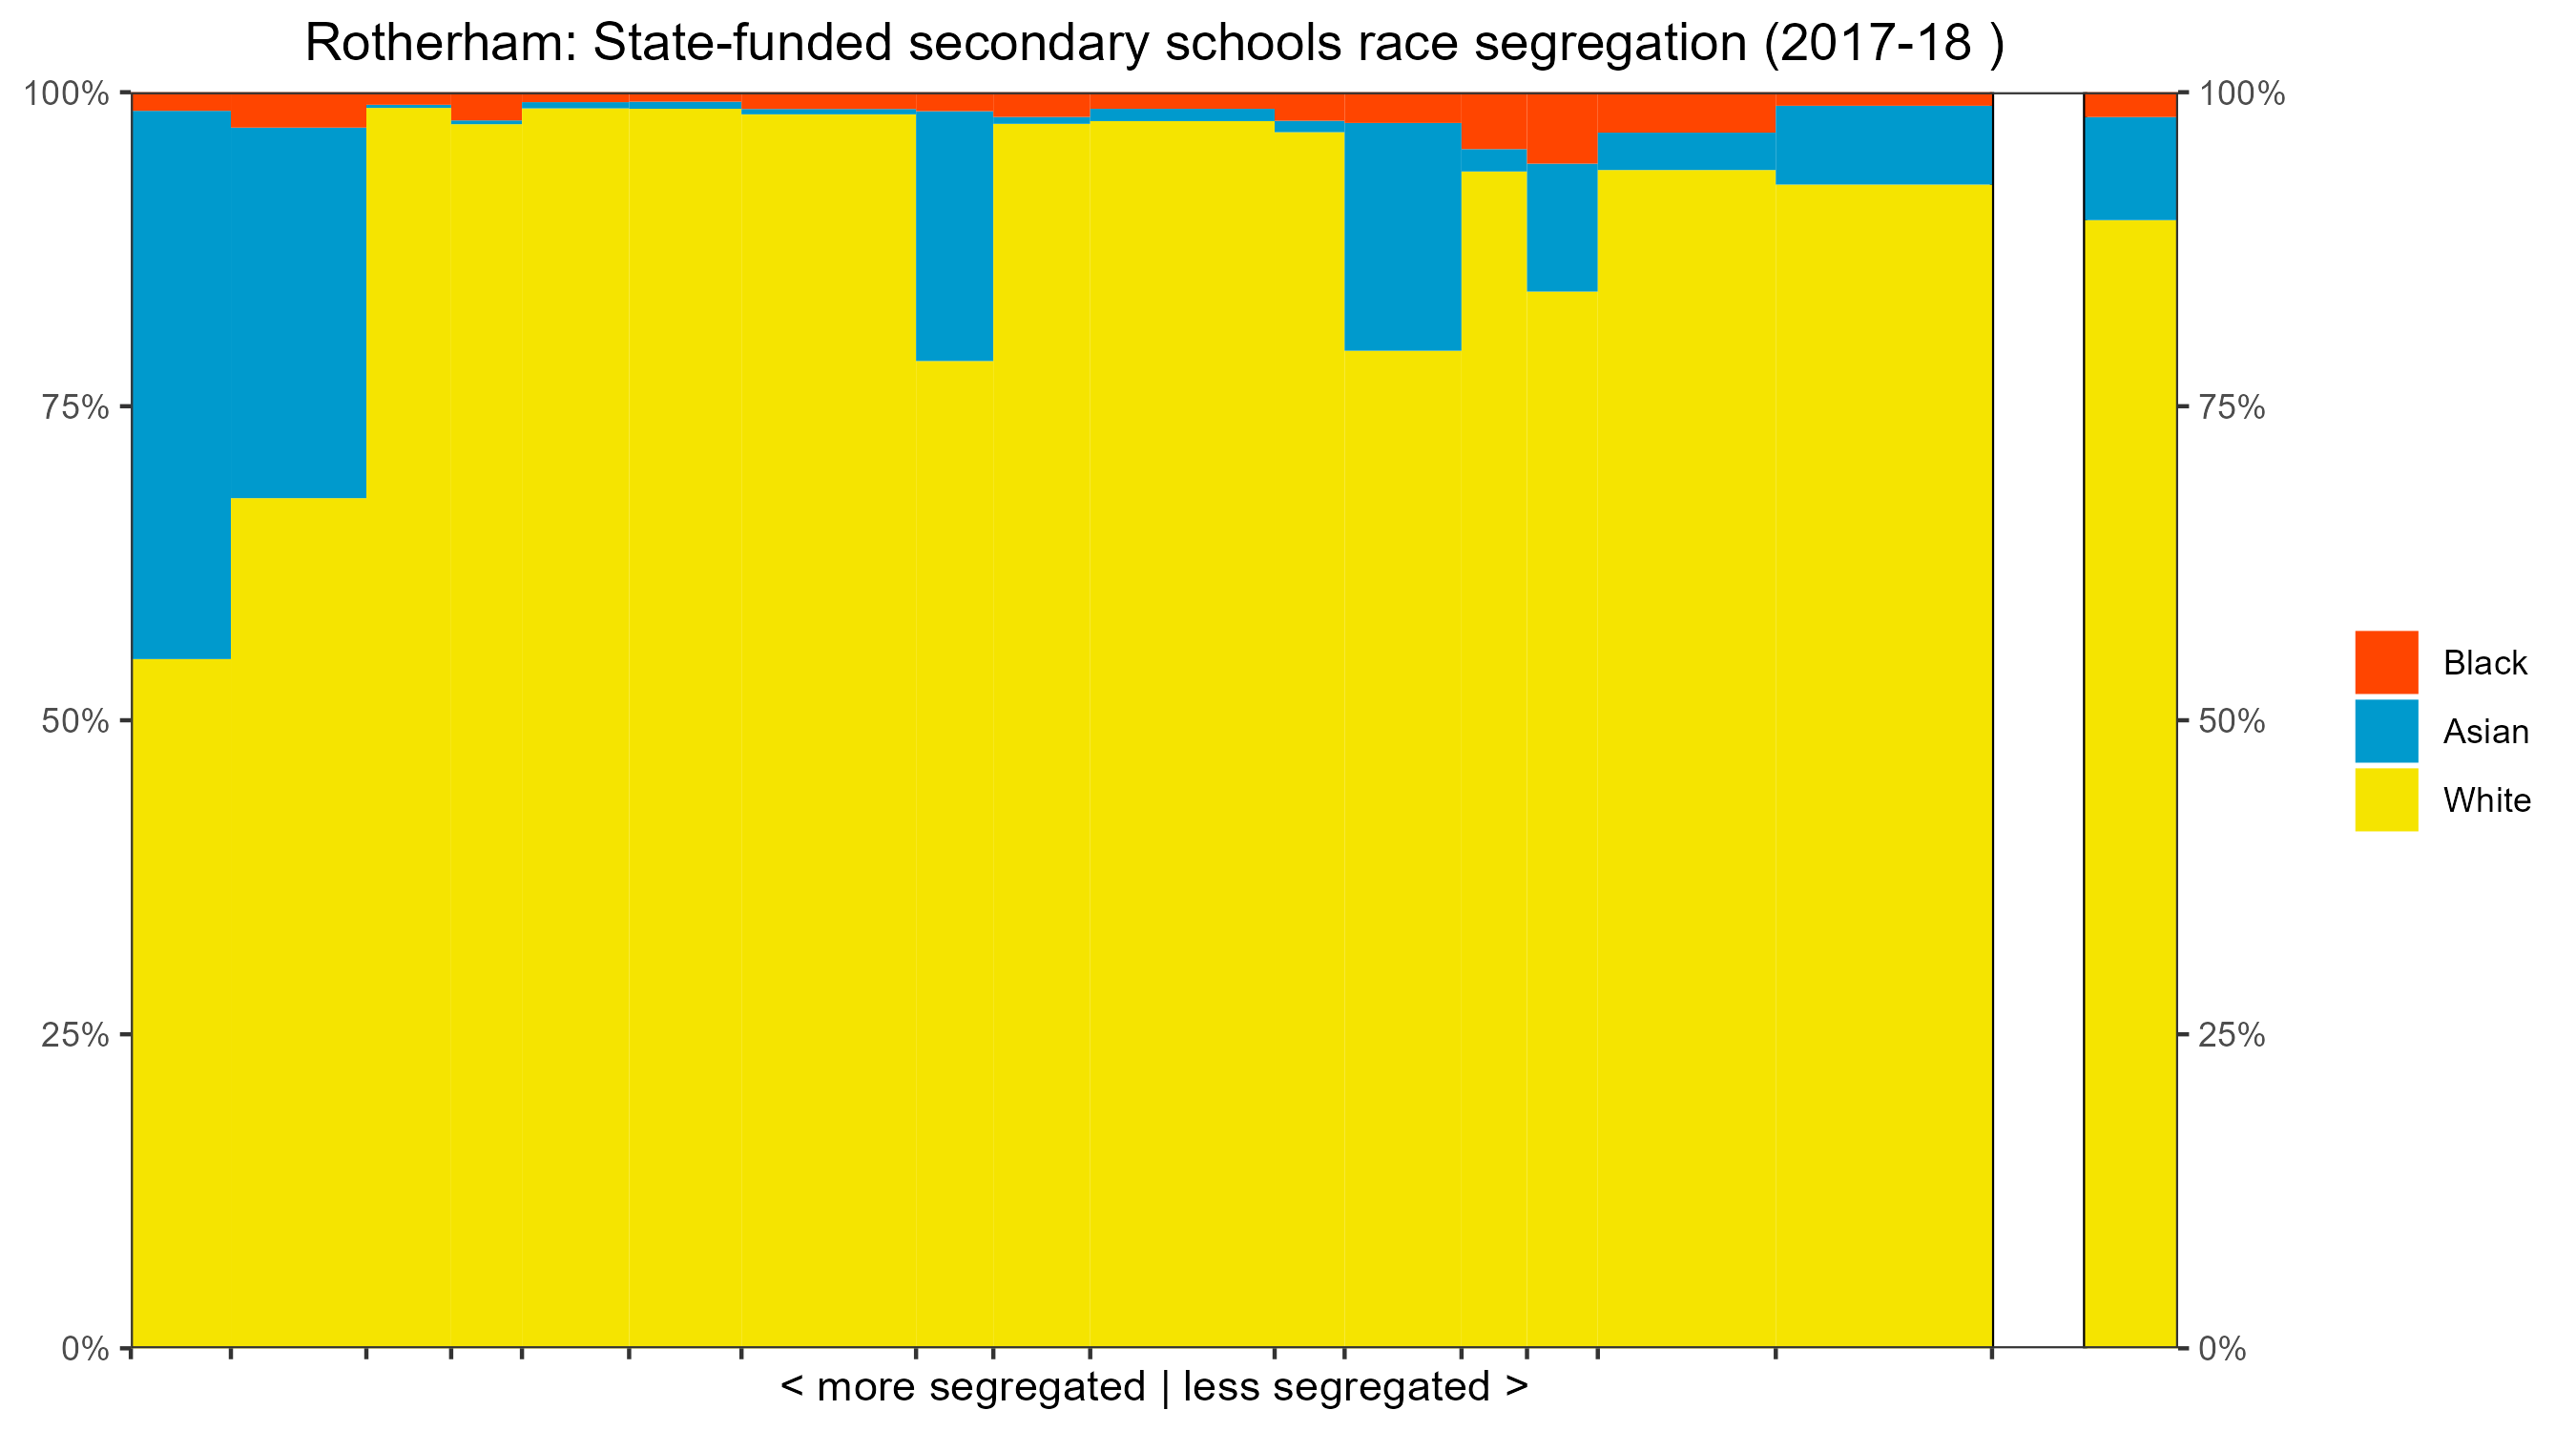 Rotherham: State-funded secondary schools race segregation (2017-18 )
100%
75%
50%
25%
0%
100%
75%
50%
25%
0%
< more segregated | less segregated >
Black
Asian
White